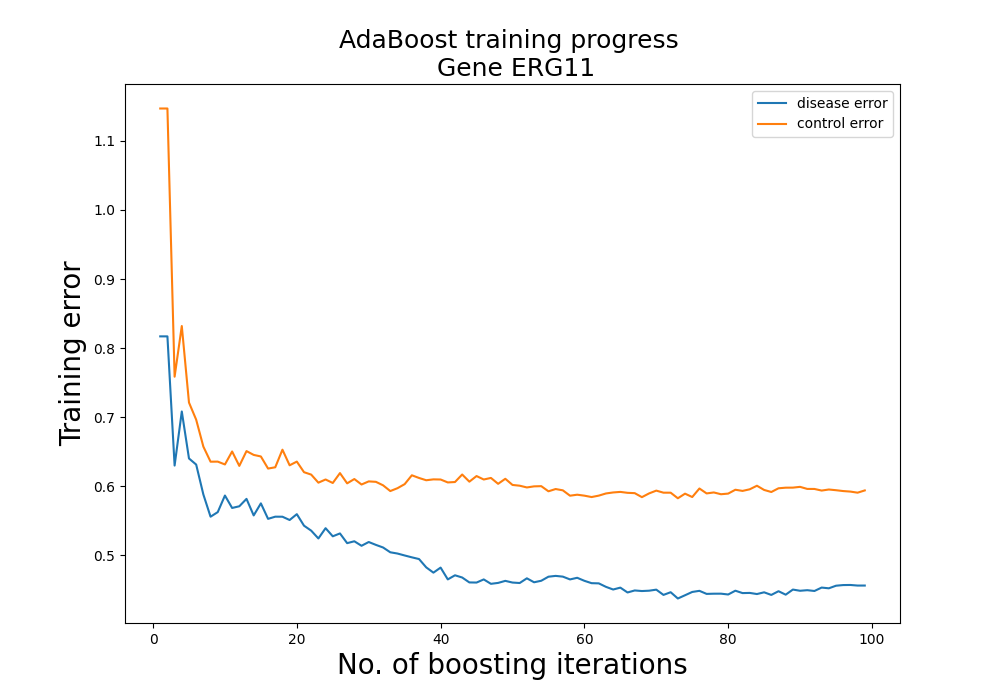 AdaBoost training progress
Gene ERG11
disease error
control error
1.1
1.0
0.9
0.8
0.7
0.6
0.5
Training error
0 20 40 60 80 100
No. of boosting iterations